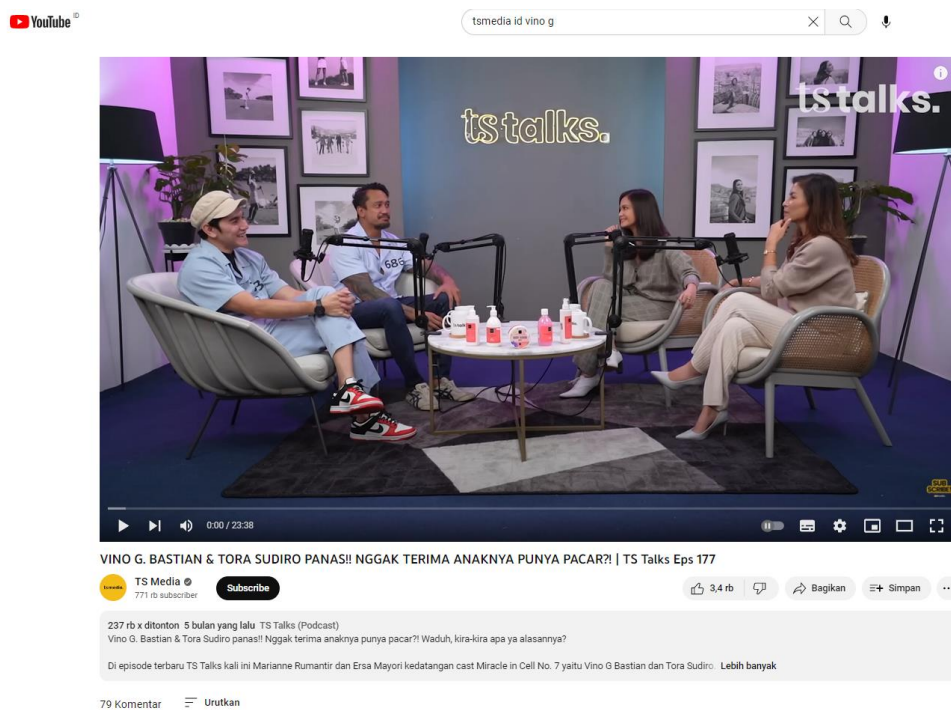 YouTube ID
tsmedia id vino g
ts talks.
ts talks.
686
SUB
SCRIBE
0:00 / 23:38
VINO G. BASTIAN & TORA SUDIRO PANAS!! NGGAK TERIMA ANAKNYA PUNYA PACAR?! | TS Talks Eps 177
TS Media
771 rb subscriber
Subscribe
3,4 rb
Bagikan
Simpan
237 rb x ditonton 5 bulan yang lalu TS Talks (Podcast)
Vino G. Bastian & Tora Sudiro panas!! Nggak terima anaknya punya pacar?! Waduh, kira-kira apa ya alasannya?
Di episode terbaru TS Talks kali ini Marianne Rumantir dan Ersa Mayori kedatangan cast Miracle in Cell No. 7 yaitu Vino G Bastian dan Tora Sudiro. Lebih banyak
79 Komentar
Urutkan